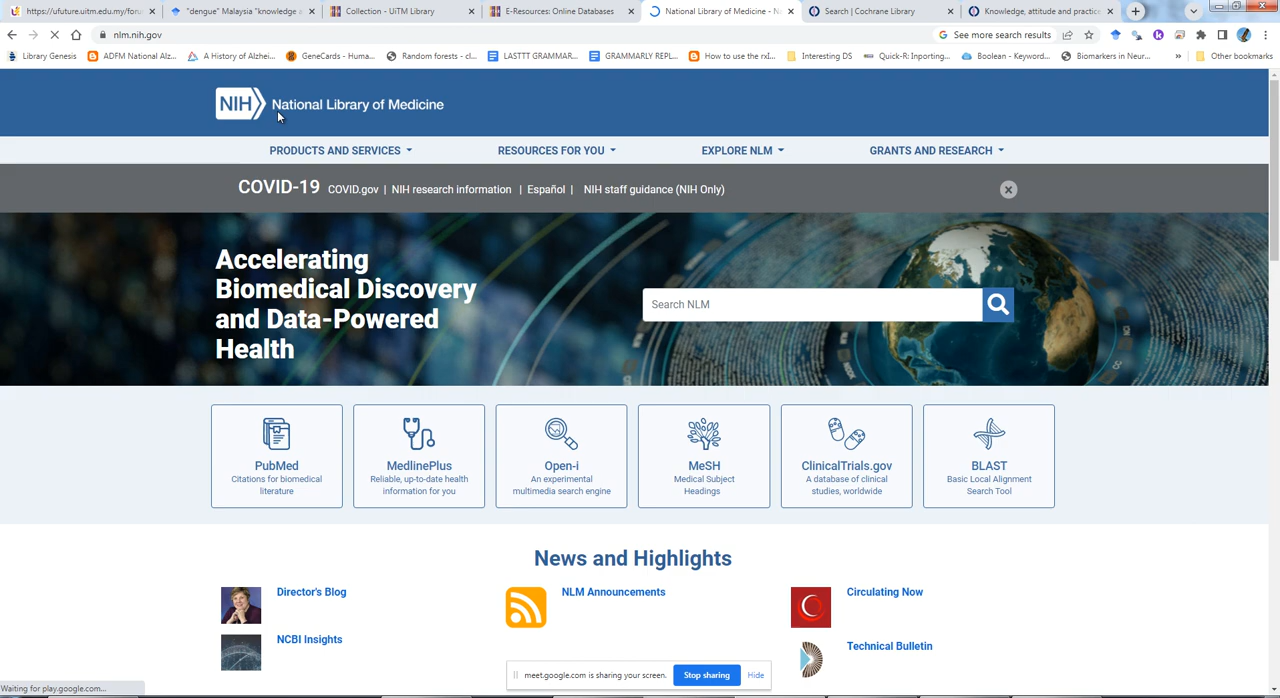 https://ufuture.uitm.edu.my/foru
"dengue" Malaysia "knowledge a
Collection - UiTM Library
E-Resources: Online Databases
National Library of Medicine - Na
Search | Cochrane Library
Knowledge, attitude and practice
nlm.nih.gov
See more search results
Library Genesis
ADFM National Alz...
A History of Alzhei...
GeneCards - Huma...
Random forests - cl...
LASTTT GRAMMAR...
GRAMMARLY REPL...
How to use the rxI...
Interesting DS
Quick-R: Inporting...
Boolean - Keyword...
Biomarkers in Neur...
Other bookmarks
NIH National Library of Medicine
PRODUCTS AND SERVICES
RESOURCES FOR YOU
EXPLORE NLM
GRANTS AND RESEARCH
COVID-19 COVID.gov | NIH research information | Español | NIH staff guidance (NIH Only)
Accelerating
Biomedical Discovery
and Data-Powered
Health
Search NLM
PubMed
Citations for biomedical
literature
MedlinePlus
Reliable, up-to-date health
information for you
Open-i
An experimental
multimedia search engine
MeSH
Medical Subject
Headings
ClinicalTrials.gov
A database of clinical
studies, worldwide
BLAST
Basic Local Alignment
Search Tool
News and Highlights
Director's Blog
NLM Announcements
Circulating Now
NCBI Insights
Technical Bulletin
meet.google.com is sharing your screen.
Stop sharing
Hide
Waiting for play.google.com...